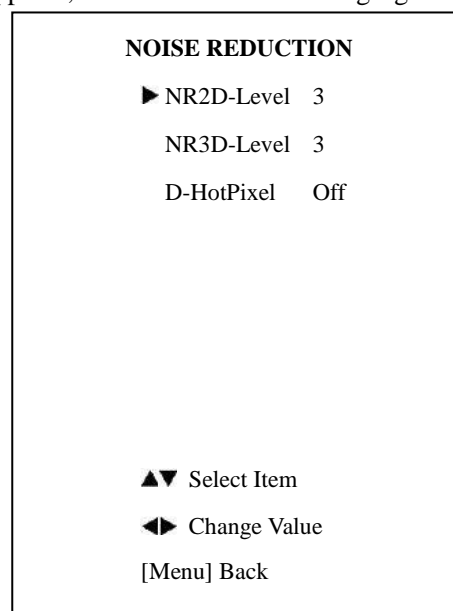 NOISE REDUCTION
▶ NR2D-Level 3
NR3D-Level 3
D-HotPixel Off
▲▼ Select Item
◀▶ Change Value
[Menu] Back